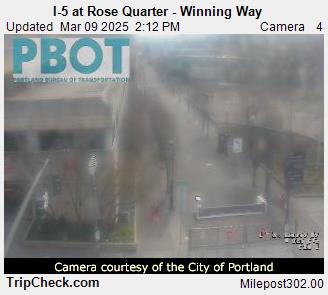 I-5 at Rose Quarter - Winning Way
Updated Mar 09 2025 2:12 PM Camera 4
PBOT
PORTLAND BUREAU OF TRANSPORTATION
Camera courtesy of the City of Portland
TripCheck.com Milepost302.00